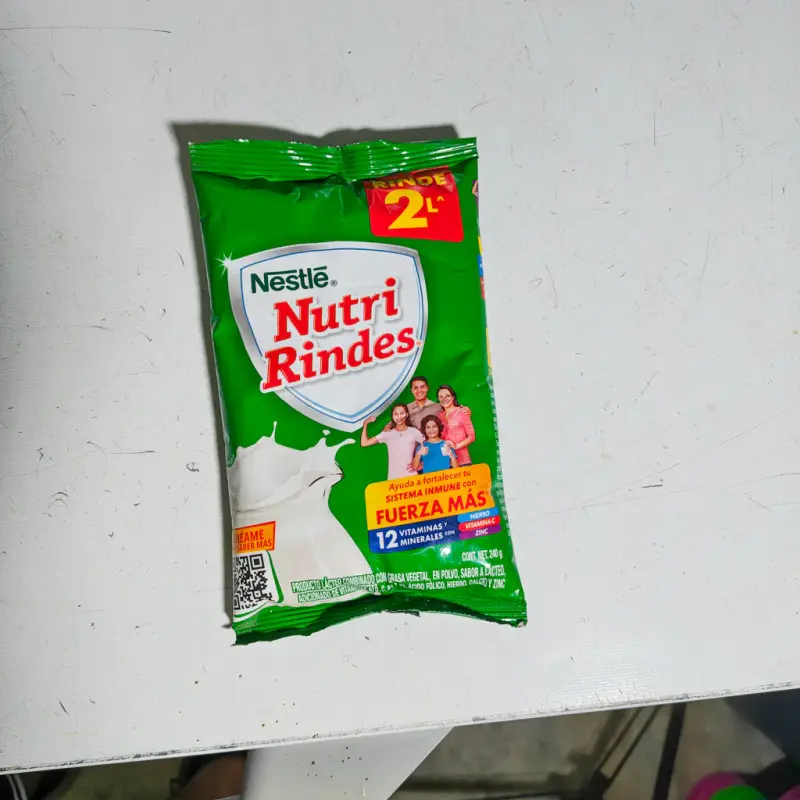 RINDE
2L^
Nestlé®
Nutri
Rindes
Ayuda a fortalecer tu
SISTEMA INMUNE con
FUERZA MÁS
12 VITAMINAS Y
MINERALES CON
HIERRO
VITAMINA C
ZINC
CONT. NET. 240 g
PRODUCTO LÁCTEO COMBINADO CON GRASA VEGETAL, EN POLVO, SABOR A LÁCTEO,
ADICIONADO DE ÁCIDO FÓLICO, HIERRO, CALCIO Y ZINC